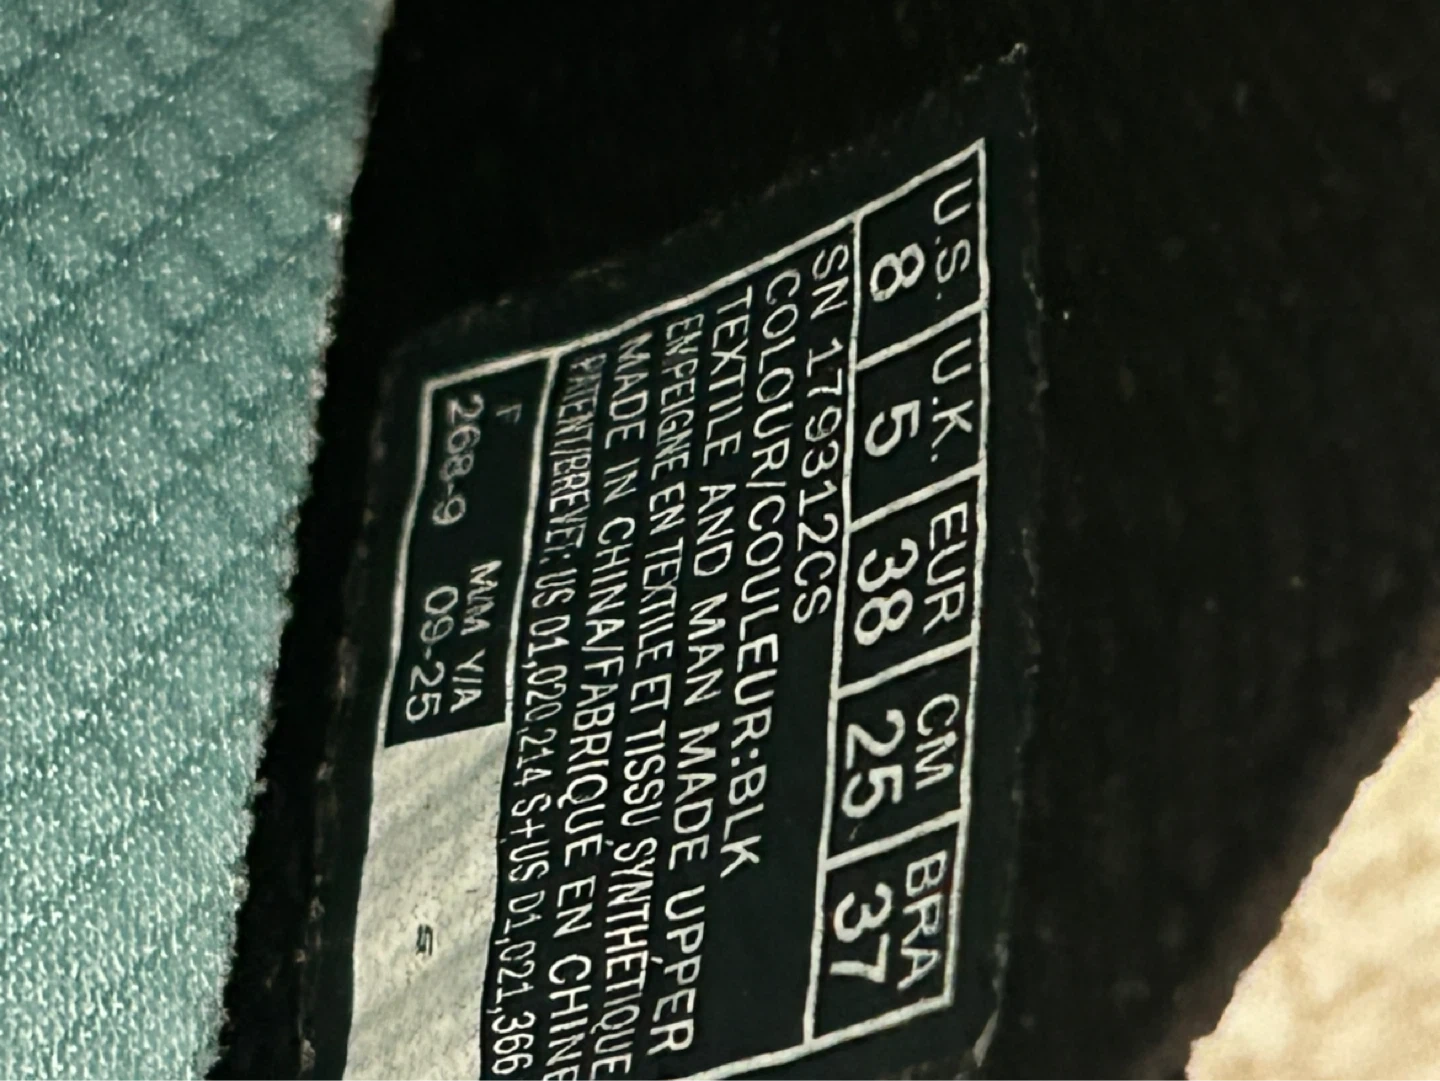 U.S. U.K. EUR CM BRA
8 5 38 25 37
SN 179312CS
COLOUR/COULEUR:BLK
TEXTILE AND MAN MADE UPPER
EMPEIGNE EN TEXTILE ET TISSU SYNTHÉTIQUE
MADE IN CHINA/FABRIQUÉ EN CHINE
PATENT/BREVET: US D1,020,214 S+US D1,021,366
F MM Y/A
268-9 09-25